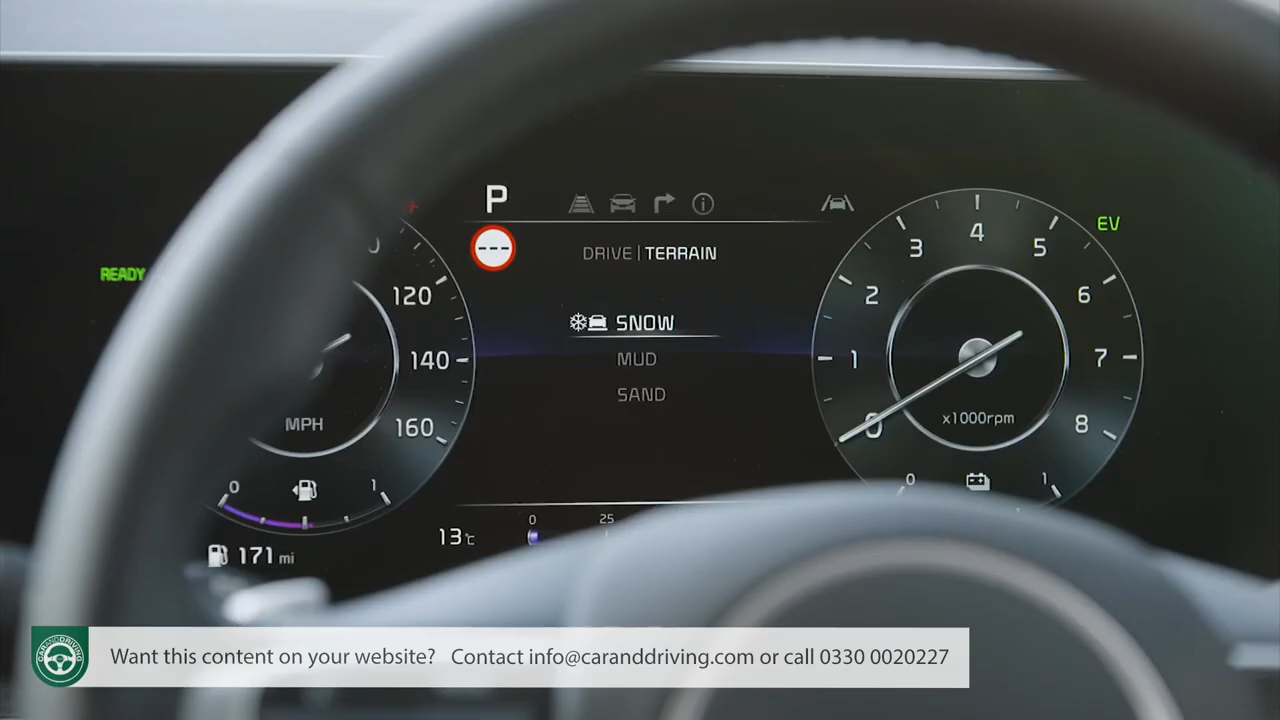 P
EV
--- 
DRIVE | TERRAIN
READY
120
140
160
MPH
SNOW
MUD
SAND
0
1
2
3
4
5
6
7
8
x1000rpm
0
1
0
1
171 mi
13°C
0
25
CARANDDRIVING
Want this content on your website? Contact info@caranddriving.com or call 0330 0020227